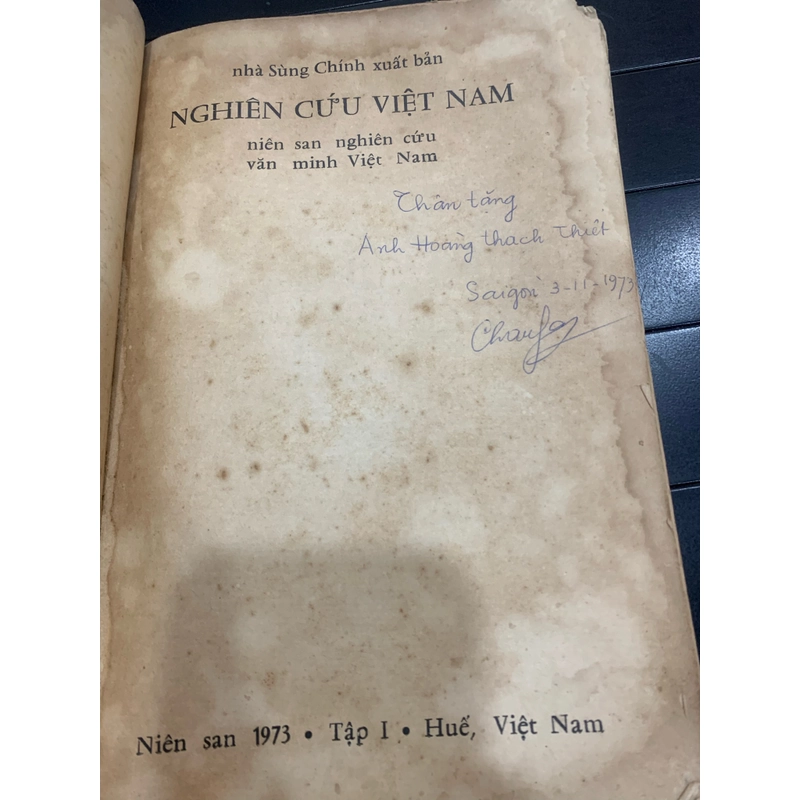 nhà Sùng Chính xuất bản
NGHIÊN CỨU VIỆT NAM
niên san nghiên cứu
văn minh Việt Nam
Thân tặng
Anh Hoàng Thạch Thiết
Saigon 3-11-1973
Niên san 1973 • Tập I • Huế, Việt Nam